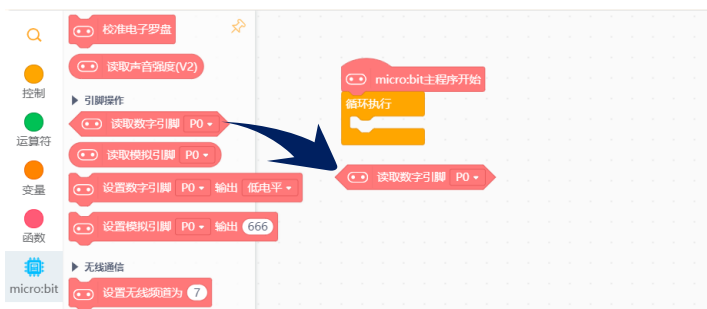 校准电子罗盘
读取声音强度(V2)
控制
引脚操作
读取数字引脚 P0
运算符
读取模拟引脚 P0
变量
设置数字引脚 P0 输出 低电平
函数
设置模拟引脚 P0 输出 666
无线通信
micro:bit
设置无线频道为 7
micro:bit主程序开始
循环执行
读取数字引脚 P0